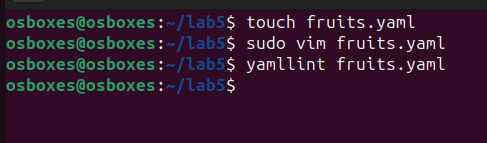 osboxes@osboxes:~/lab5$ touch fruits.yaml
osboxes@osboxes:~/lab5$ sudo vim fruits.yaml
osboxes@osboxes:~/lab5$ yamllint fruits.yaml
osboxes@osboxes:~/lab5$